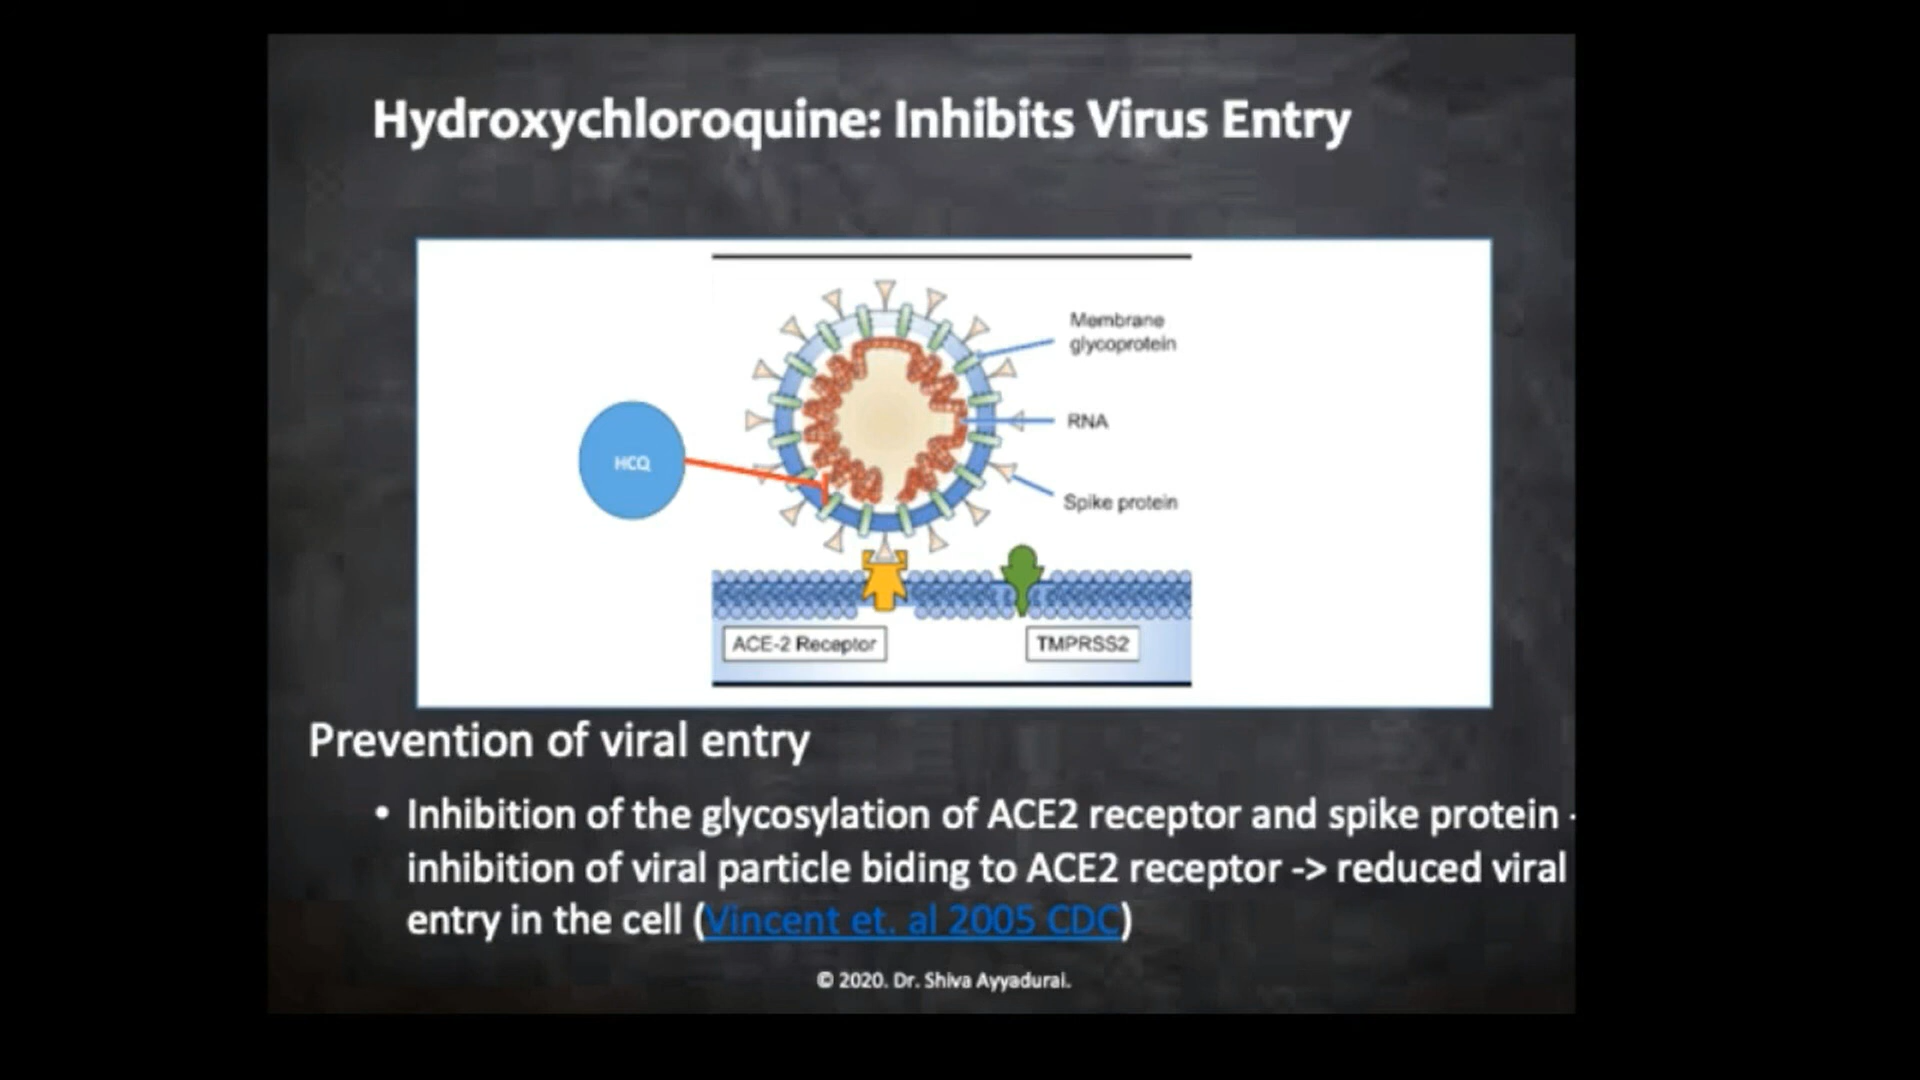 Hydroxychloroquine: Inhibits Virus Entry
Membrane
glycoprotein
RNA
HCQ
Spike protein
ACE-2 Receptor
TMPRSS2
Prevention of viral entry
• Inhibition of the glycosylation of ACE2 receptor and spike protein -
inhibition of viral particle biding to ACE2 receptor -> reduced viral
entry in the cell (Vincent et. al 2005 CDC)
© 2020. Dr. Shiva Ayyadurai.